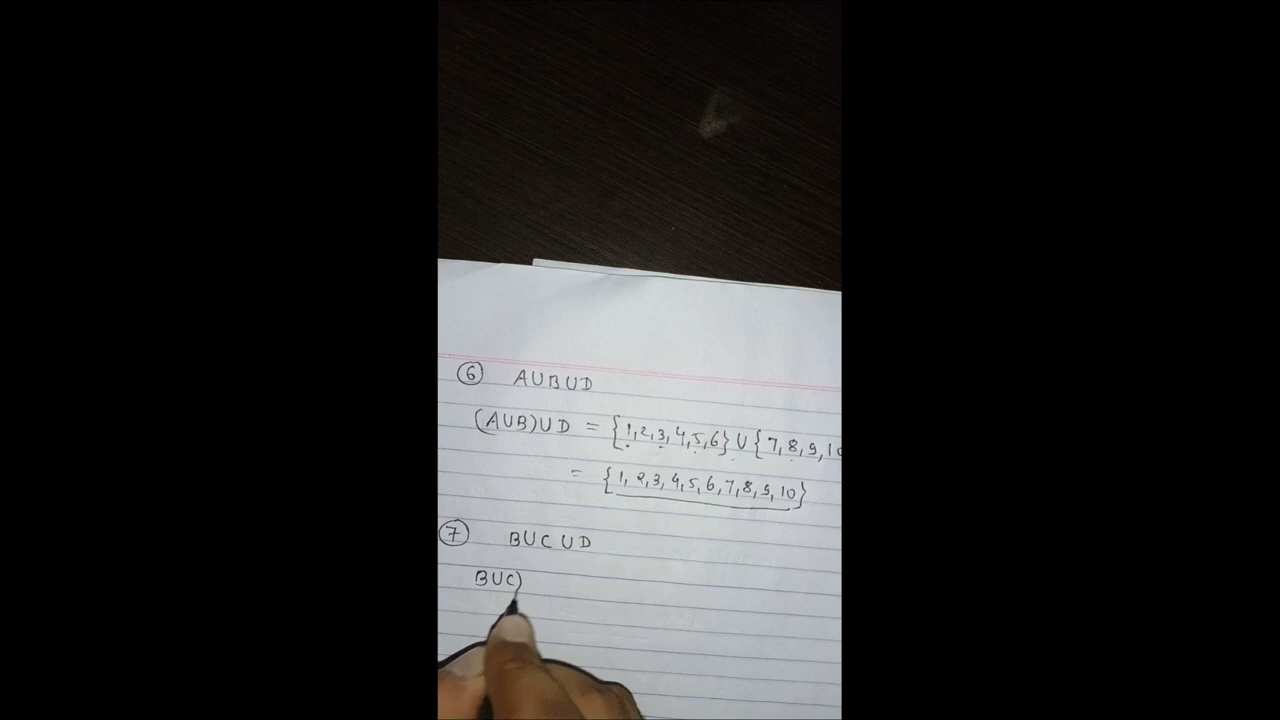 6 AUBUD
(AUB)UD = {1,2,3,4,5,6} U {7,8,9,10
= {1,2,3,4,5,6,7,8,9,10}
7 BUCUD
BUC)